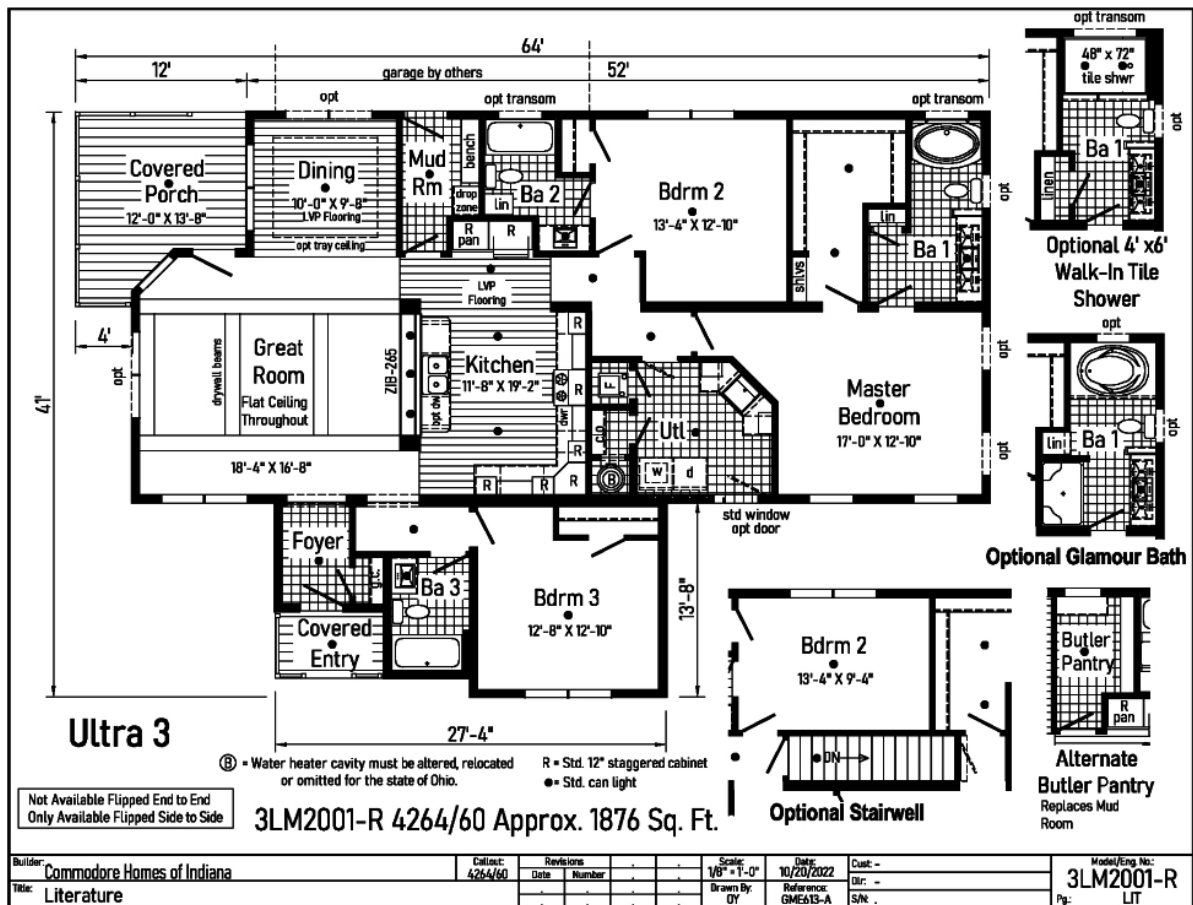 64'
12'
garage by others
52'
opt
opt transom
opt transom
opt transom
48" x 72"
tile shwr
opt
Covered
Porch
12'-0" X 13'-8"
Dining
10'-0" X 9'-8"
LVP Flooring
opt tray ceiling
Mud
Rm
bench
drop
zone
Ba 2
lin
R
pan
R
Bdrm 2
13'-4" X 12'-10"
shlvs
lin
Ba 1
opt
linen
Ba 1
Optional 4' x6'
Walk-In Tile
Shower
4'
41'
opt
drywall beams
Great
Room
Flat Ceiling
Throughout
18'-4" X 16'-8"
ZIB-265
opt dw
LVP
Flooring
Kitchen
11'-8" X 19'-2"
R
R
R
R
R
R
dwr
F
clo
B
Utl
W
d
Master
Bedroom
17'-0" X 12'-10"
opt
opt
std window
opt door
opt
opt
lin
Ba 1
Optional Glamour Bath
Foyer
g.c.
Ba 3
Bdrm 3
12'-8" X 12'-10"
13'-8"
Covered
Entry
27'-4"
Bdrm 2
13'-4" X 9'-4"
DN
Optional Stairwell
Butler
Pantry
R
pan
Alternate
Butler Pantry
Replaces Mud
Room
Ultra 3
B = Water heater cavity must be altered, relocated
or omitted for the state of Ohio.
R = Std. 12" staggered cabinet
● = Std. can light
Not Available Flipped End to End
Only Available Flipped Side to Side
3LM2001-R 4264/60 Approx. 1876 Sq. Ft.
Builder: Commodore Homes of Indiana
Callout: 4264/60
Revisions
Date Number
Scale: 1/8" = 1'-0"
Date: 10/20/2022
Cust: -
Dlr: -
S/N: .
Model/Eng. No.:
3LM2001-R
Title: Literature
Drawn By: OY
Reference: GME613-A
Pg.: LIT